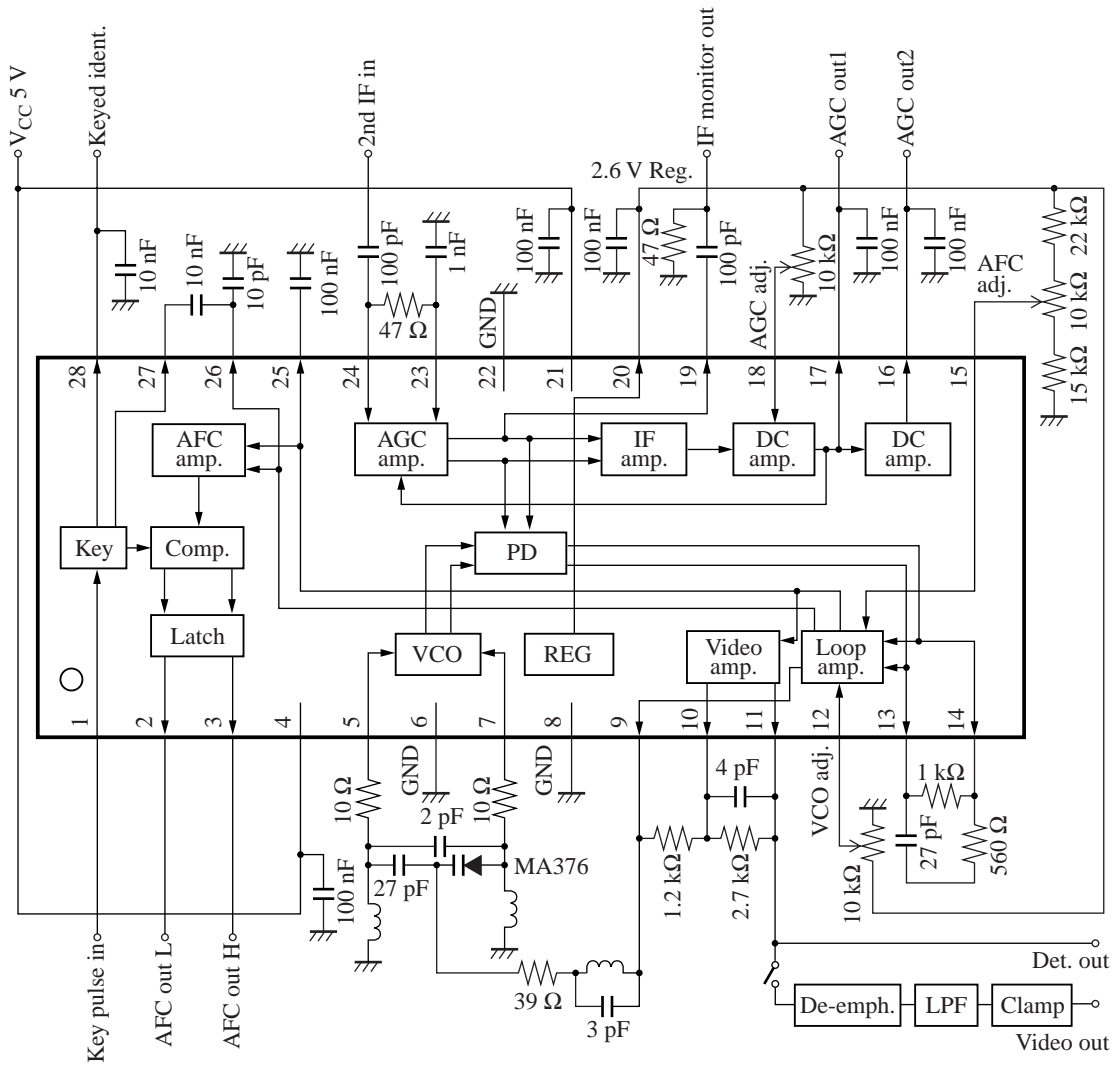 VCC 5 V
Keyed ident.
2nd IF in
IF monitor out
AGC out1
AGC out2
2.6 V Reg.
10 nF
10 nF
10 pF
100 nF
100 pF
1 nF
47 Ω
GND
100 nF
100 nF
47 Ω
100 pF
AGC adj.
10 kΩ
100 nF
100 nF
AFC
adj.
22 kΩ
10 kΩ
15 kΩ
28
27
26
25
24
23
22
21
20
19
18
17
16
15
AFC
amp.
AGC
amp.
IF
amp.
DC
amp.
DC
amp.
Key
Comp.
PD
Latch
VCO
REG
Video
amp.
Loop
amp.
1
2
3
4
5
6
7
8
9
10
11
12
13
14
10 Ω
GND
10 Ω
GND
4 pF
VCO adj.
1 kΩ
2 pF
27 pF
MA376
100 nF
1.2 kΩ
2.7 kΩ
10 kΩ
27 pF
560 Ω
39 Ω
3 pF
Key pulse in
AFC out L
AFC out H
Det. out
De-emph.
LPF
Clamp
Video out